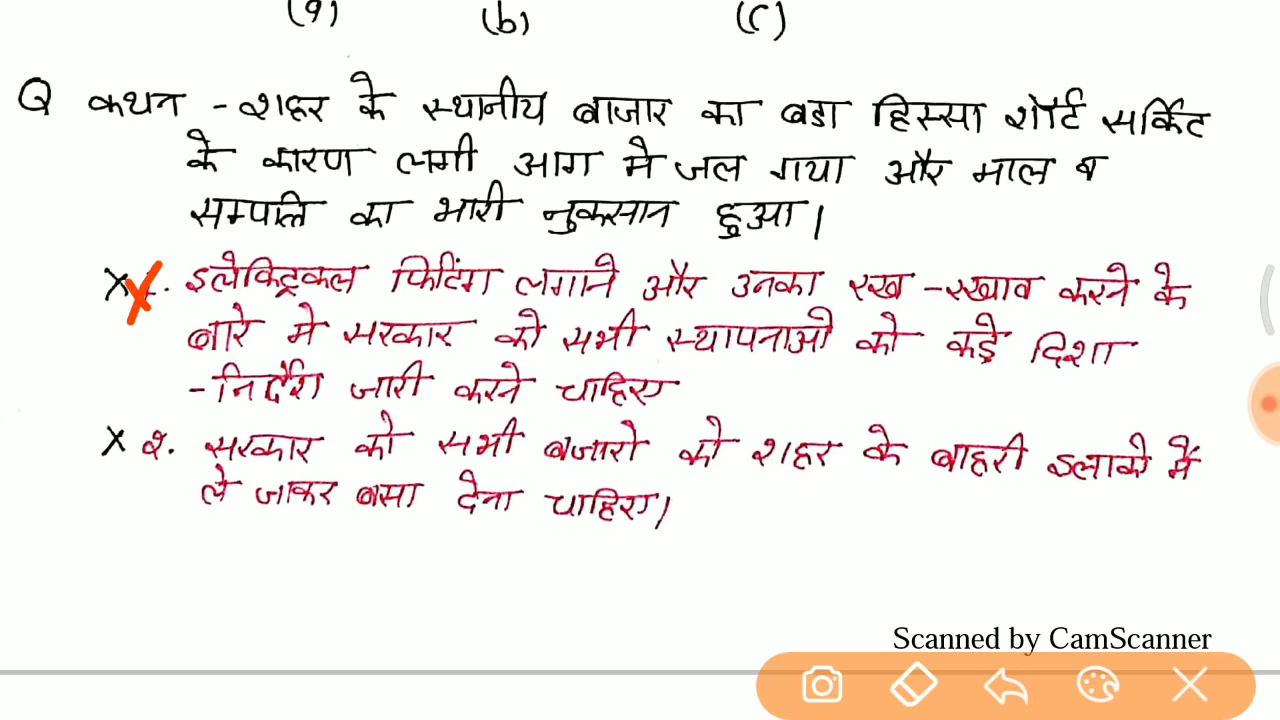 (a) (b) (c)
Q कथन - शहर के स्थानीय बाजार का बडा हिस्सा शॉर्ट सर्किट
के कारण लगी आग मे जल गया और माल व
सम्पत्ति का भारी नुकसान हुआ।
X 1. इलेक्ट्रिकल फिटिंग लगाने और उनका रख - रखाव करने के
बारे मे सरकार को सभी स्थापनाओ को कड़े दिशा
- निर्देश जारी करने चाहिए
X 2. सरकार को सभी बजारो को शहर के बाहरी इलाको में
ले जाकर बसा देना चाहिए।
Scanned by CamScanner